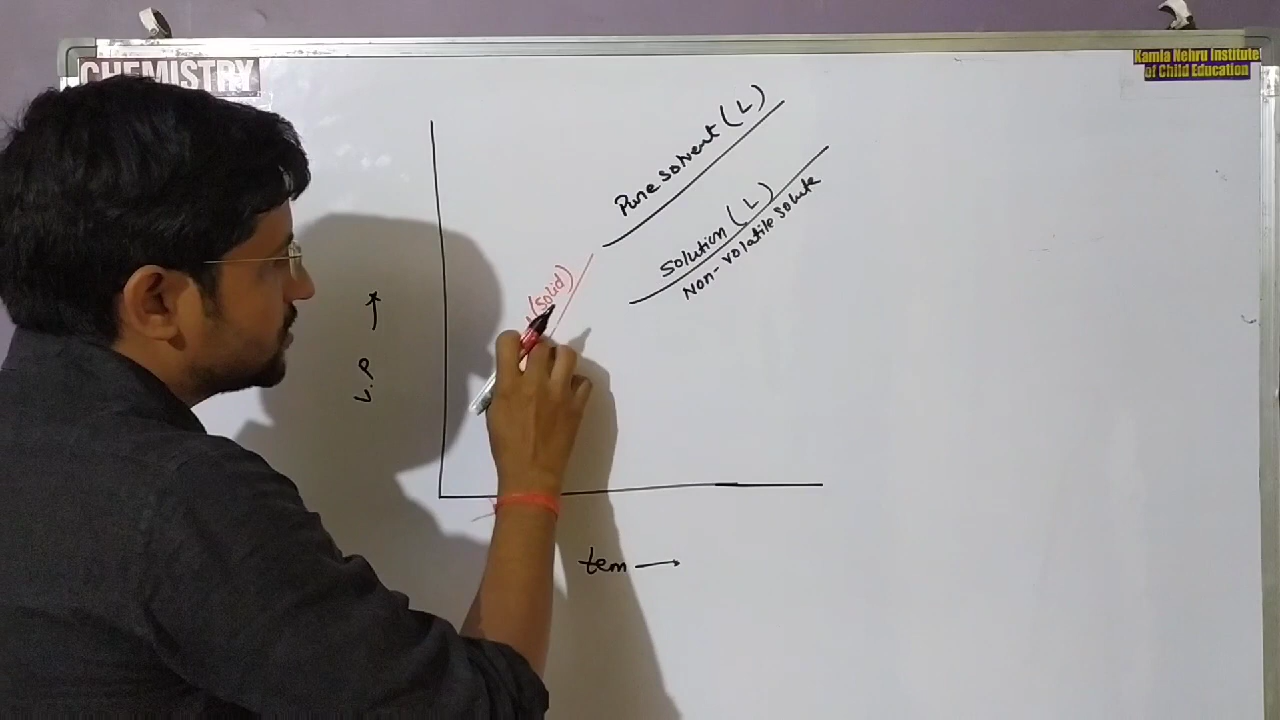 CHEMISTRY
Kamla Nehru Institute
of Child Education
Pure solvent (L)
Solution (L)
Non-volatile solute
(Solid)
V.P
tem